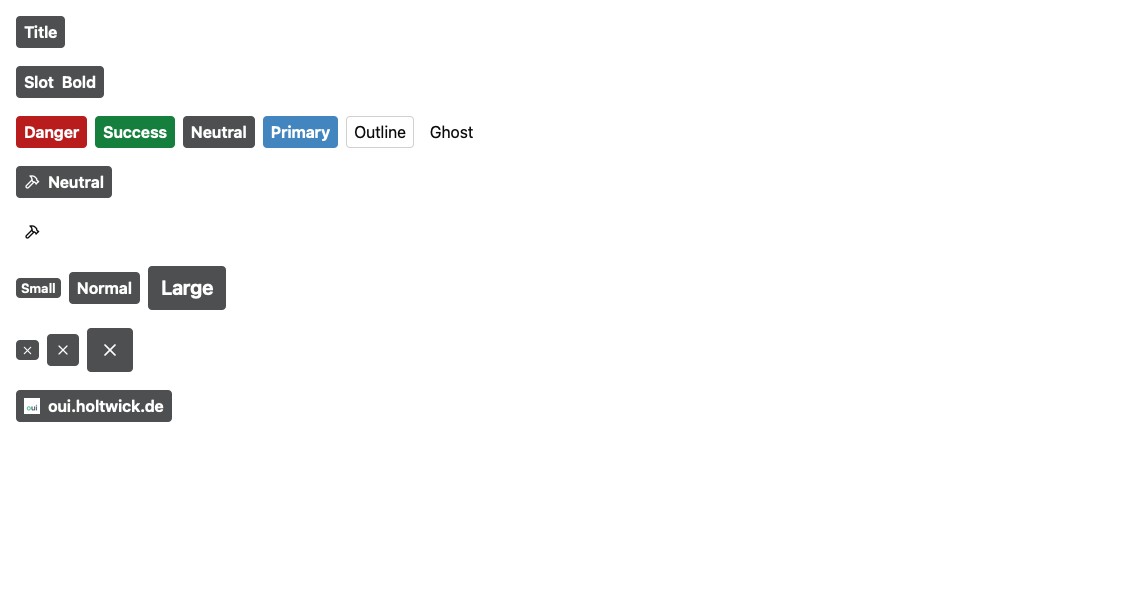 Title
Slot Bold
Danger Success Neutral Primary Outline Ghost
Neutral
Small Normal Large
oui oui.holtwick.de